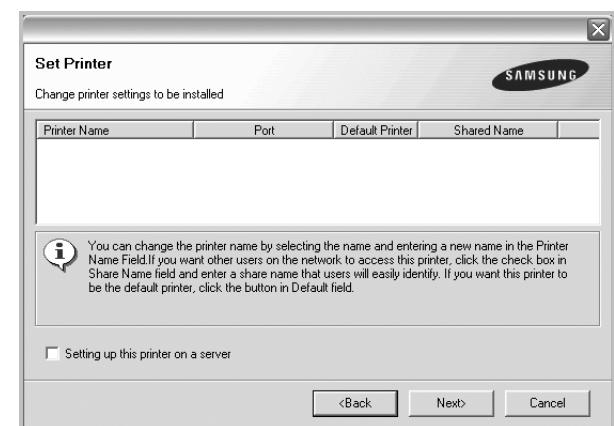 Set Printer
SAMSUNG
Change printer settings to be installed
Printer Name Port Default Printer Shared Name
You can change the printer name by selecting the name and entering a new name in the Printer
Name Field.If you want other users on the network to access this printer, click the check box in
Share Name field and enter a share name that users will easily identify. If you want this printer to
be the default printer, click the button in Default field.
Setting up this printer on a server
<Back Next> Cancel